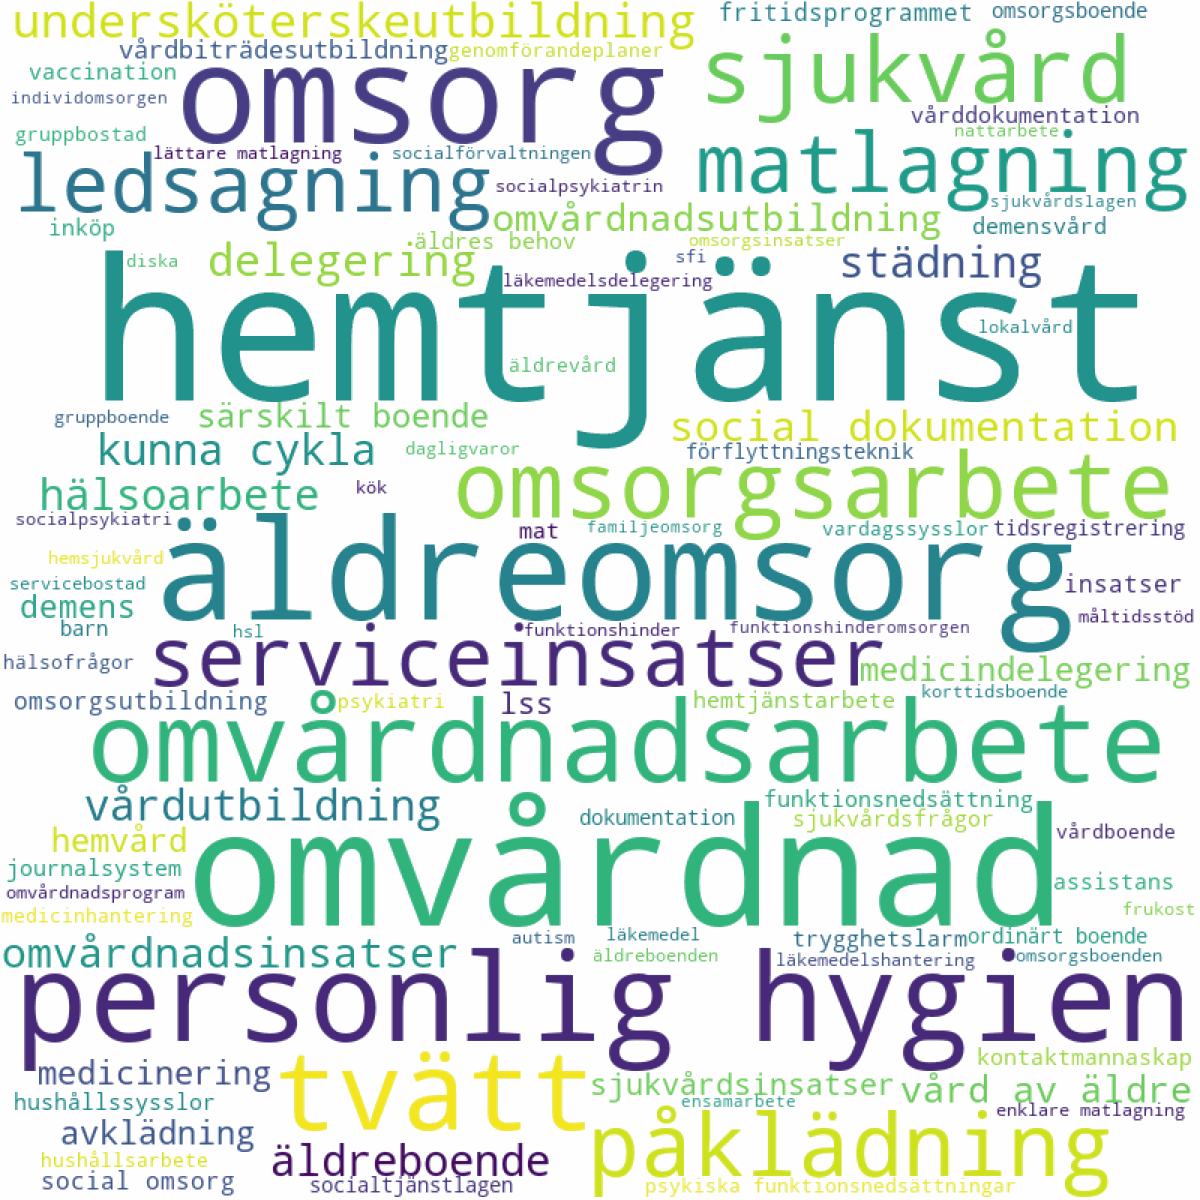 undersköterskeutbildning
fritidsprogrammet
omsorgsboende
vårdbiträdesutbildning
genomförandeplaner
sjukvård
vaccination
omsorg
individomsorgen
vårddokumentation
gruppbostad
nattarbete
lättare matlagning
socialförvaltningen
matlagning
ledsagning
socialpsykiatrin
sjukvårdslagen
omvårdnadsutbildning
inköp
demensvård
äldres behov
omsorgsinsatser
diska
delegering
sfi
städning
läkemedelsdelegering
hemtjänst
lokalvård
äldrevård
gruppboende
särskilt boende
social dokumentation
kunna cykla
dagligvaror
förflyttningsteknik
hälsoarbete
kök
omsorgsarbete
socialpsykiatri
mat
familjeomsorg
vardagssysslor
tidsregistrering
hemsjukvård
äldreomsorg
servicebostad
insatser
demens
måltidsstöd
barn
hsl
funktionshinder
funktionshinderomsorgen
hälsofrågor
serviceinsatser
medicindelegering
omsorgsutbildning
psykiatri
lss
hemtjänstarbete
korttidsboende
omvårdnadsarbete
vårdutbildning
funktionsnedsättning
dokumentation
sjukvårdsfrågor
hemvård
vårdboende
journalsystem
omvårdnad
assistans
omvårdnadsprogram
medicinhantering
frukost
autism
läkemedel
trygghetslarm
ordinärt boende
omvårdnadsinsatser
äldreboenden
läkemedelshantering
omsorgsboenden
personlig hygien
kontaktmannaskap
medicinering
tvätt
sjukvårdsinsatser
vård av äldre
hushållssysslor
ensamarbete
enklare matlagning
avklädning
påklädning
hushållsarbete
äldreboende
social omsorg
socialtjänstlagen
psykiska funktionsnedsättningar